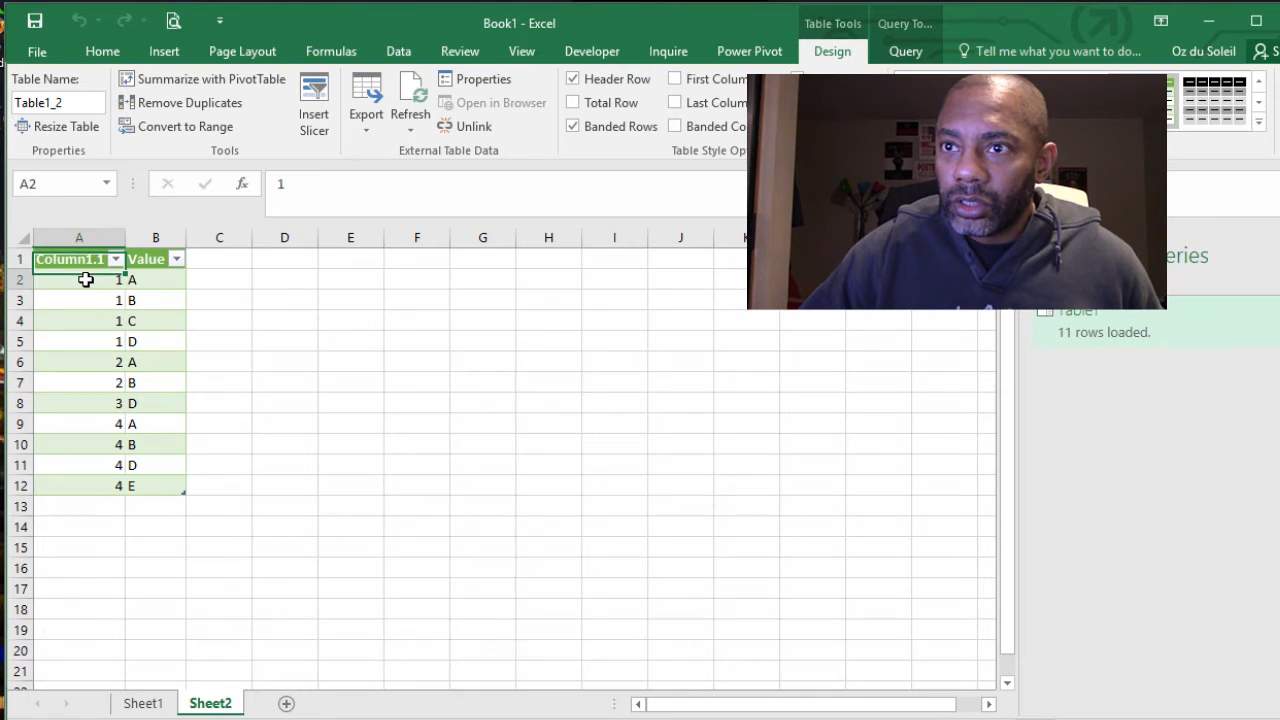 Book1 - Excel
Table Tools
Query To...
File
Home
Insert
Page Layout
Formulas
Data
Review
View
Developer
Inquire
Power Pivot
Design
Query
Tell me what you want to do...
Oz du Soleil
S
Table Name:
Table1_2
Resize Table
Properties
Summarize with PivotTable
Remove Duplicates
Convert to Range
Tools
Insert
Slicer
Export
Refresh
Properties
Open in Browser
Unlink
External Table Data
Header Row
Total Row
Banded Rows
First Colum
Last Colum
Banded Co
Table Style Opt
A2
fx
1
A B C D E F G H I J K
1 Column1.1 Value
2 1 A
3 1 B
4 1 C
5 1 D
6 2 A
7 2 B
8 3 D
9 4 A
10 4 B
11 4 D
12 4 E
13
14
15
16
17
18
19
20
21
eries
Table1
11 rows loaded.
Sheet1
Sheet2